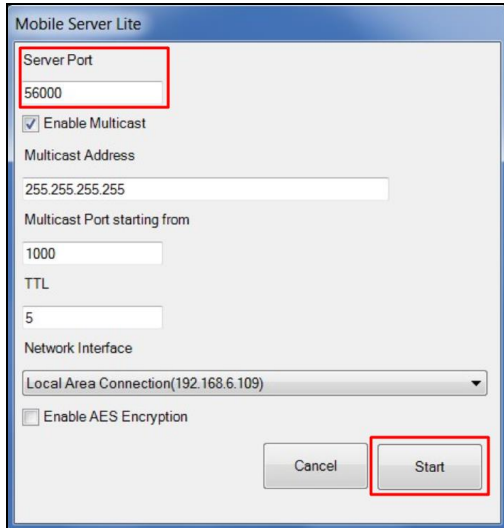 Mobile Server Lite
Server Port
56000
Enable Multicast
Multicast Address
255.255.255.255
Multicast Port starting from
1000
TTL
5
Network Interface
Local Area Connection(192.168.6.109)
Enable AES Encryption
Cancel Start